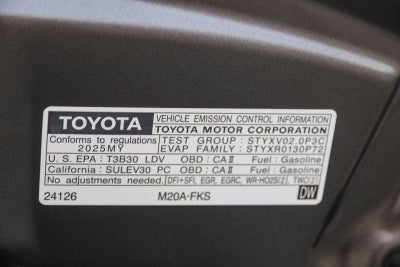 TOYOTA VEHICLE EMISSION CONTROL INFORMATION
TOYOTA MOTOR CORPORATION
Conforms to regulations TEST GROUP : STYXV02.0P3C
2025MY EVAP FAMILY : STYXR0130P72
U. S. EPA : T3B30 LDV OBD : CA II Fuel : Gasoline
California : SULEV30 PC OBD : CA II Fuel : Gasoline
No adjustments needed. DFI+SFI, EGR, EGRC, WR-HO2S(2), TWC(2)
24126 M20A-FKS DW